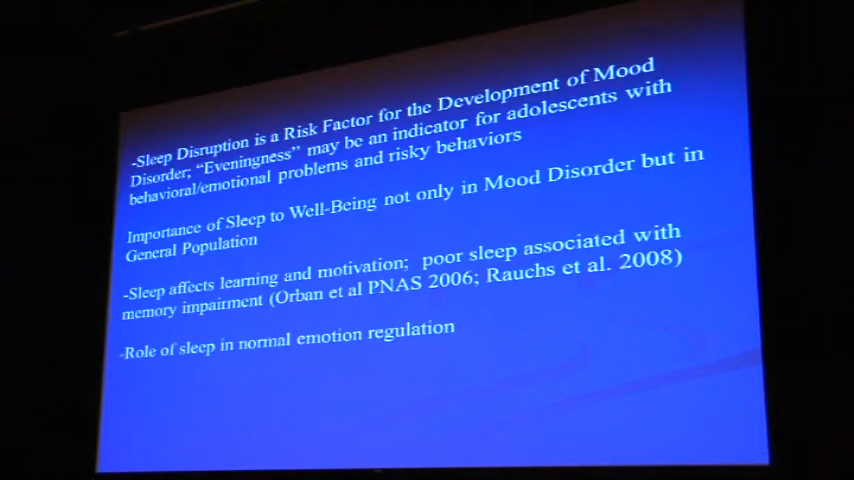 -Sleep Disruption is a Risk Factor for the Development of Mood
Disorder; “Eveningness” may be an indicator for adolescents with
behavioral/emotional problems and risky behaviors
Importance of Sleep to Well-Being not only in Mood Disorder but in
General Population
-Sleep affects learning and motivation; poor sleep associated with
memory impairment (Orban et al PNAS 2006; Rauchs et al. 2008)
-Role of sleep in normal emotion regulation